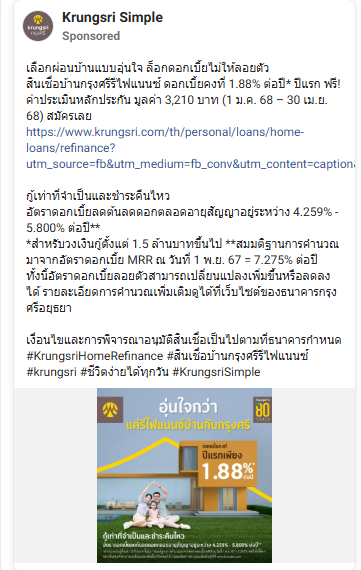 Krungsri Simple
Sponsored
เลือกผ่อนบ้านแบบอุ่นใจ ล็อกดอกเบี้ยไม่ให้ลอยตัว
สินเชื่อบ้านกรุงศรีรีไฟแนนซ์ ดอกเบี้ยคงที่ 1.88% ต่อปี* ปีแรก ฟรี!
ค่าประเมินหลักประกัน มูลค่า 3,210 บาท (1 ม.ค. 68 – 30 เม.ย.
68) สมัครเลย
https://www.krungsri.com/th/personal/loans/home-
loans/refinance?
utm_source=fb&utm_medium=fb_conv&utm_content=caption&
กู้เท่าที่จำเป็นและชำระคืนไหว
อัตราดอกเบี้ยลดต้นลดดอกตลอดอายุสัญญาอยู่ระหว่าง 4.259% -
5.800% ต่อปี**
*สำหรับวงเงินกู้ตั้งแต่ 1.5 ล้านบาทขึ้นไป **สมมติฐานการคำนวณ
มาจากอัตราดอกเบี้ย MRR ณ วันที่ 1 พ.ย. 67 = 7.275% ต่อปี
ทั้งนี้อัตราดอกเบี้ยลอยตัวสามารถเปลี่ยนแปลงเพิ่มขึ้นหรือลดลง
ได้ รายละเอียดการคำนวณเพิ่มเติมดูได้ที่เว็บไซต์ของธนาคารกรุง
ศรีอยุธยา
เงื่อนไขและการพิจารณาอนุมัติสินเชื่อเป็นไปตามที่ธนาคารกำหนด
#KrungsriHomeRefinance #สินเชื่อบ้านกรุงศรีรีไฟแนนซ์
#krungsri #ชีวิตง่ายได้ทุกวัน #KrungsriSimple
อุ่นใจกว่า
แค่รีไฟแนนซ์บ้านกับกรุงศรี
80
ดอกเบี้ยคงที่
ปีแรกเพียง
1.88%*
ต่อปี
กู้เท่าที่จำเป็นและชำระคืนไหว
อัตราดอกเบี้ยลดต้นลดดอกตลอดอายุสัญญาอยู่ระหว่าง 4.259% - 5.800% ต่อปี**